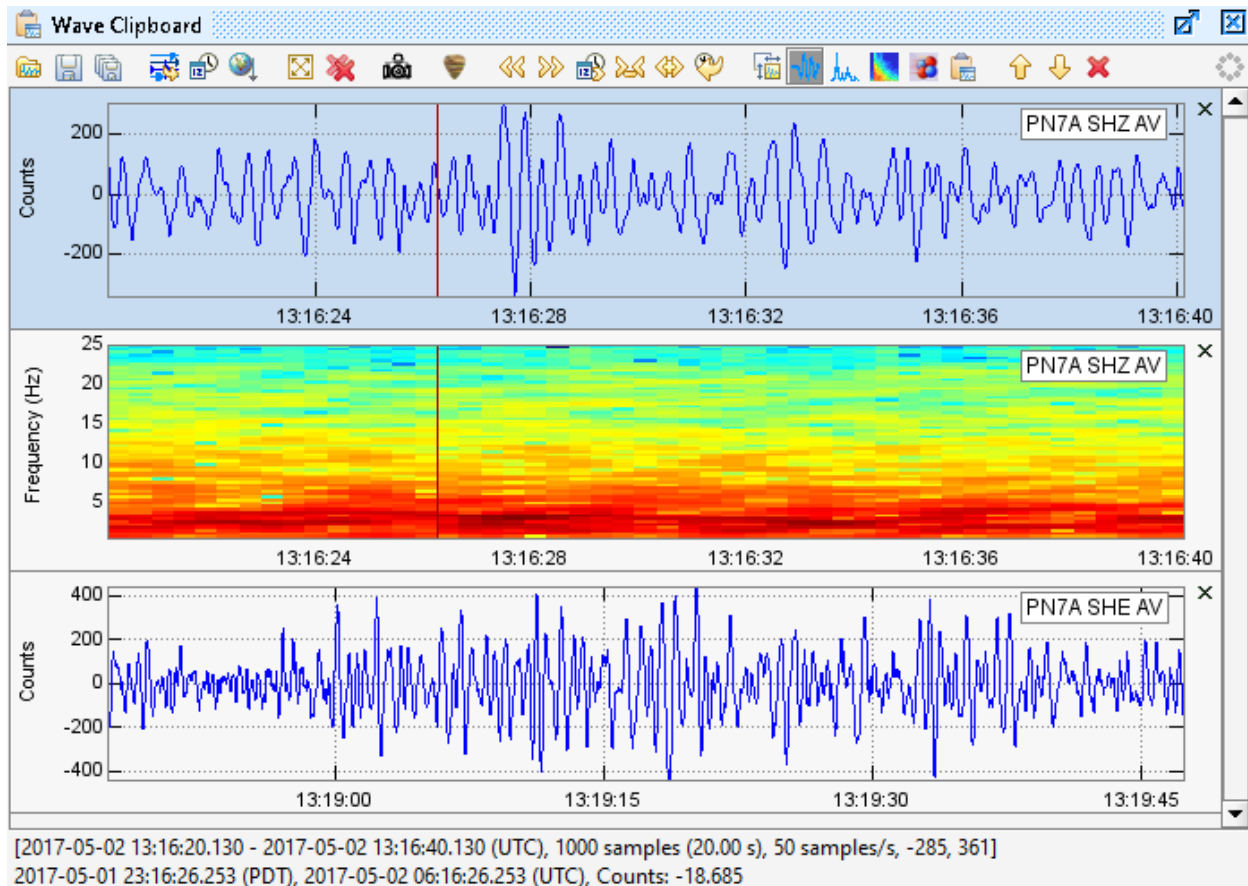 Wave Clipboard
Counts
200
0
-200
PN7A SHZ AV
13:16:24 13:16:28 13:16:32 13:16:36 13:16:40
Frequency (Hz)
25
20
15
10
5
PN7A SHZ AV
13:16:24 13:16:28 13:16:32 13:16:36 13:16:40
Counts
400
200
0
-200
-400
PN7A SHE AV
13:19:00 13:19:15 13:19:30 13:19:45
[2017-05-02 13:16:20.130 - 2017-05-02 13:16:40.130 (UTC), 1000 samples (20.00 s), 50 samples/s, -285, 361]
2017-05-01 23:16:26.253 (PDT), 2017-05-02 06:16:26.253 (UTC), Counts: -18.685